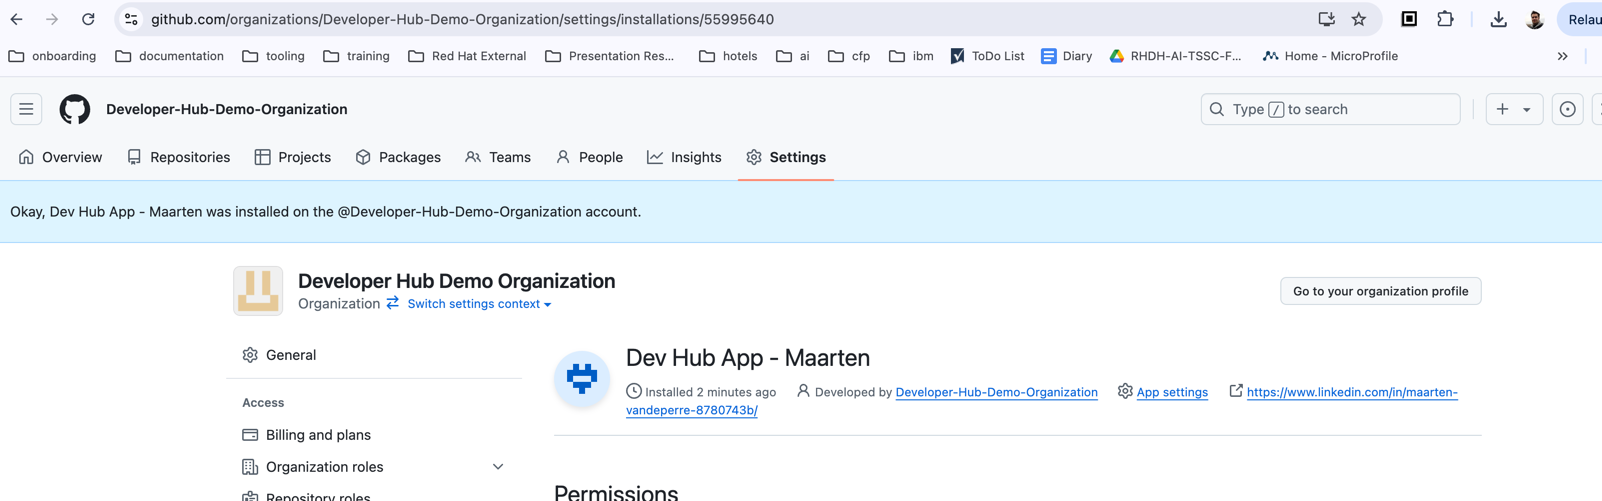 github.com/organizations/Developer-Hub-Demo-Organization/settings/installations/55995640
Relau
onboarding documentation tooling training Red Hat External Presentation Res... hotels ai cfp ibm ToDo List Diary RHDH-AI-TSSC-F... Home - MicroProfile »
Developer-Hub-Demo-Organization
Type / to search
Overview Repositories Projects Packages Teams People Insights Settings
Okay, Dev Hub App - Maarten was installed on the @Developer-Hub-Demo-Organization account.
Developer Hub Demo Organization
Organization Switch settings context
Go to your organization profile
General
Access
Billing and plans
Organization roles
Repository roles
Dev Hub App - Maarten
Installed 2 minutes ago Developed by Developer-Hub-Demo-Organization App settings https://www.linkedin.com/in/maarten-
vandeperre-8780743b/
Permissions